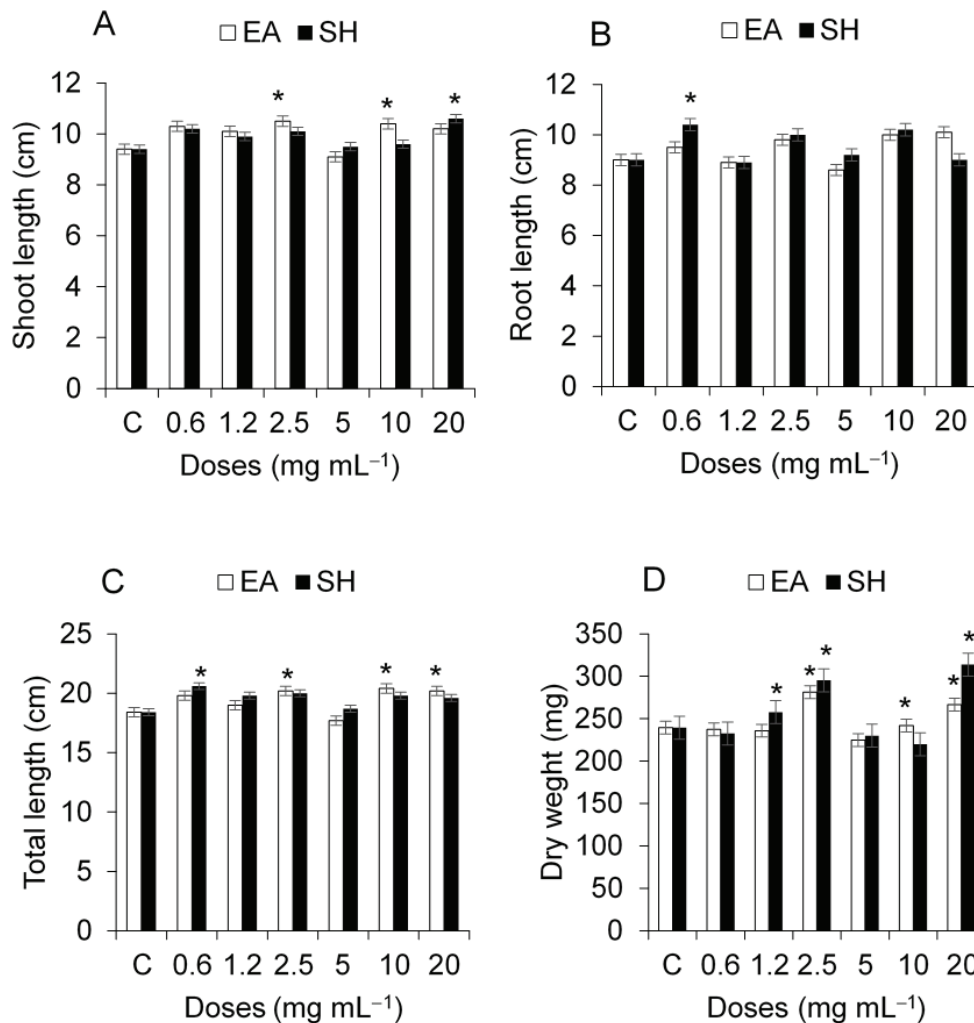 A
EA SH
Shoot length (cm)
12
10
8
6
4
2
0
* * *
C 0.6 1.2 2.5 5 10 20
Doses (mg mL−1)
B
EA SH
Root length (cm)
12
10
8
6
4
2
0
*
C 0.6 1.2 2.5 5 10 20
Doses (mg mL−1)
C
EA SH
Total length (cm)
25
20
15
10
5
0
* * * *
C 0.6 1.2 2.5 5 10 20
Doses (mg mL−1)
D
EA SH
Dry weght (mg)
350
300
250
200
150
100
50
0
* * * * * *
C 0.6 1.2 2.5 5 10 20
Doses (mg mL−1)